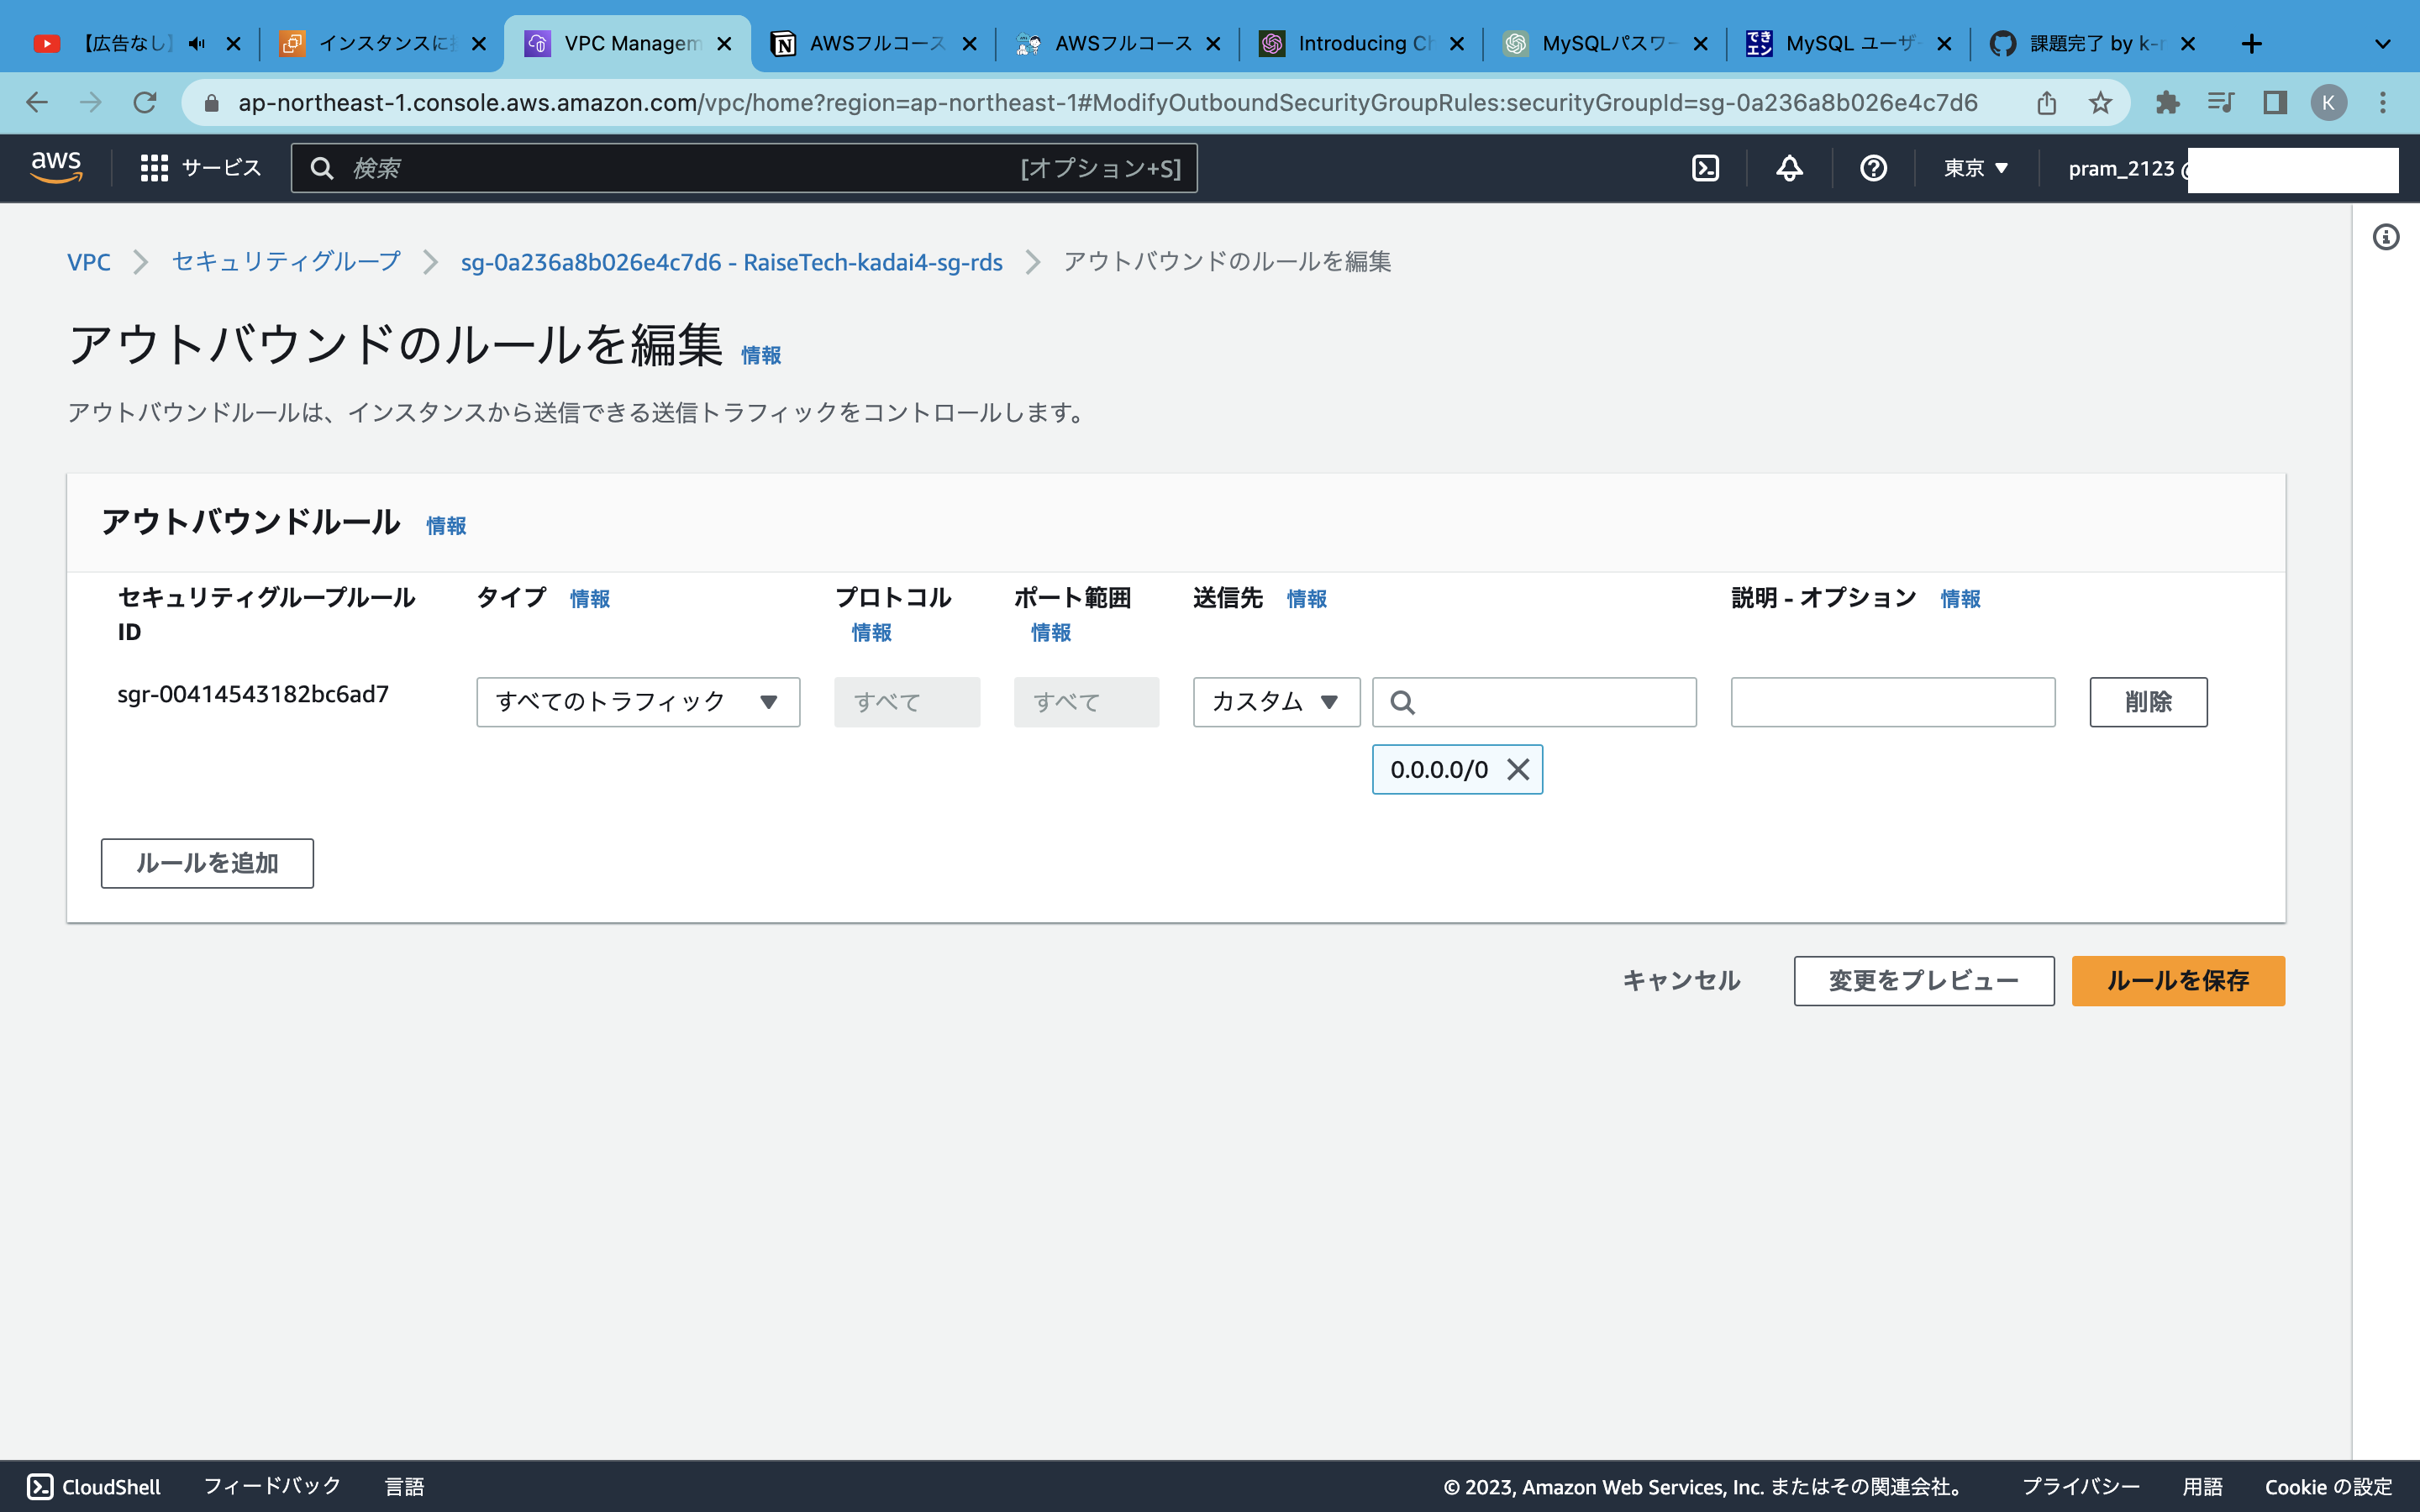 【広告なし】
インスタンスに
VPC Managem
AWSフルコース
AWSフルコース
Introducing Ch
MySQLパスワー
MySQL ユーザ
課題完了 by k-
ap-northeast-1.console.aws.amazon.com/vpc/home?region=ap-northeast-1#ModifyOutboundSecurityGroupRules:securityGroupId=sg-0a236a8b026e4c7d6
K
aws
サービス
検索
[オプション+S]
東京
pram_2123 @
VPC
セキュリティグループ
sg-0a236a8b026e4c7d6 - RaiseTech-kadai4-sg-rds
アウトバウンドのルールを編集
アウトバウンドのルールを編集 情報
アウトバウンドルールは、インスタンスから送信できる送信トラフィックをコントロールします。
アウトバウンドルール 情報
セキュリティグループルール ID
タイプ 情報
プロトコル 情報
ポート範囲 情報
送信先 情報
説明 - オプション 情報
sgr-00414543182bc6ad7
すべてのトラフィック
すべて
すべて
カスタム
削除
0.0.0.0/0
ルールを追加
キャンセル
変更をプレビュー
ルールを保存
CloudShell
フィードバック
言語
© 2023, Amazon Web Services, Inc. またはその関連会社。
プライバシー
用語
Cookie の設定